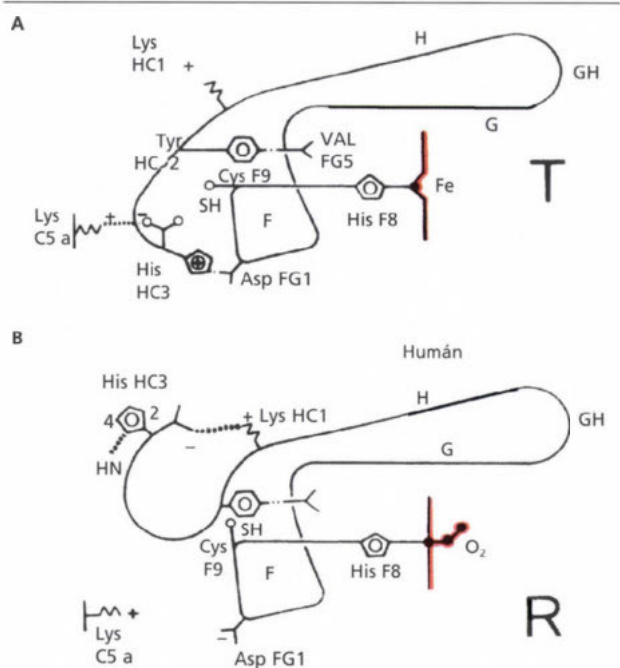 A
Lys
HC1 +
H
GH
G
Tyr
HC 2
VAL
FG5
Cys F9
SH
F
His F8
Fe
T
Lys
C5 a
+
−
His
HC3
+
Asp FG1
B
Humán
His HC3
4
2
HN
−
+ Lys HC1
H
GH
G
SH
Cys
F9
F
His F8
O₂
R
+
Lys
C5 a
−
Asp FG1